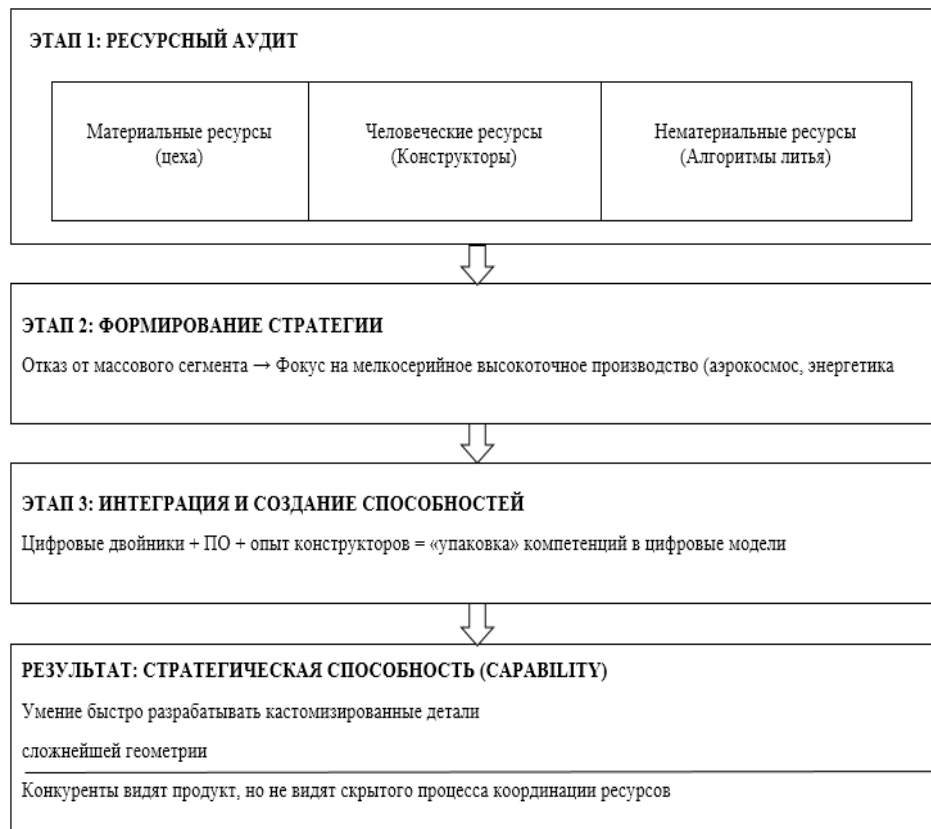 ЭТАП 1: РЕСУРСНЫЙ АУДИТ
Материальные ресурсы
(цеха)
Человеческие ресурсы
(Конструкторы)
Нематериальные ресурсы
(Алгоритмы литья)
ЭТАП 2: ФОРМИРОВАНИЕ СТРАТЕГИИ
Отказ от массового сегмента → Фокус на мелкосерийное высокоточное производство (аэрокосмос, энергетика
ЭТАП 3: ИНТЕГРАЦИЯ И СОЗДАНИЕ СПОСОБНОСТЕЙ
Цифровые двойники + ПО + опыт конструкторов = «упаковка» компетенций в цифровые модели
РЕЗУЛЬТАТ: СТРАТЕГИЧЕСКАЯ СПОСОБНОСТЬ (CAPABILITY)
Умение быстро разрабатывать кастомизированные детали
сложнейшей геометрии
Конкуренты видят продукт, но не видят скрытого процесса координации ресурсов